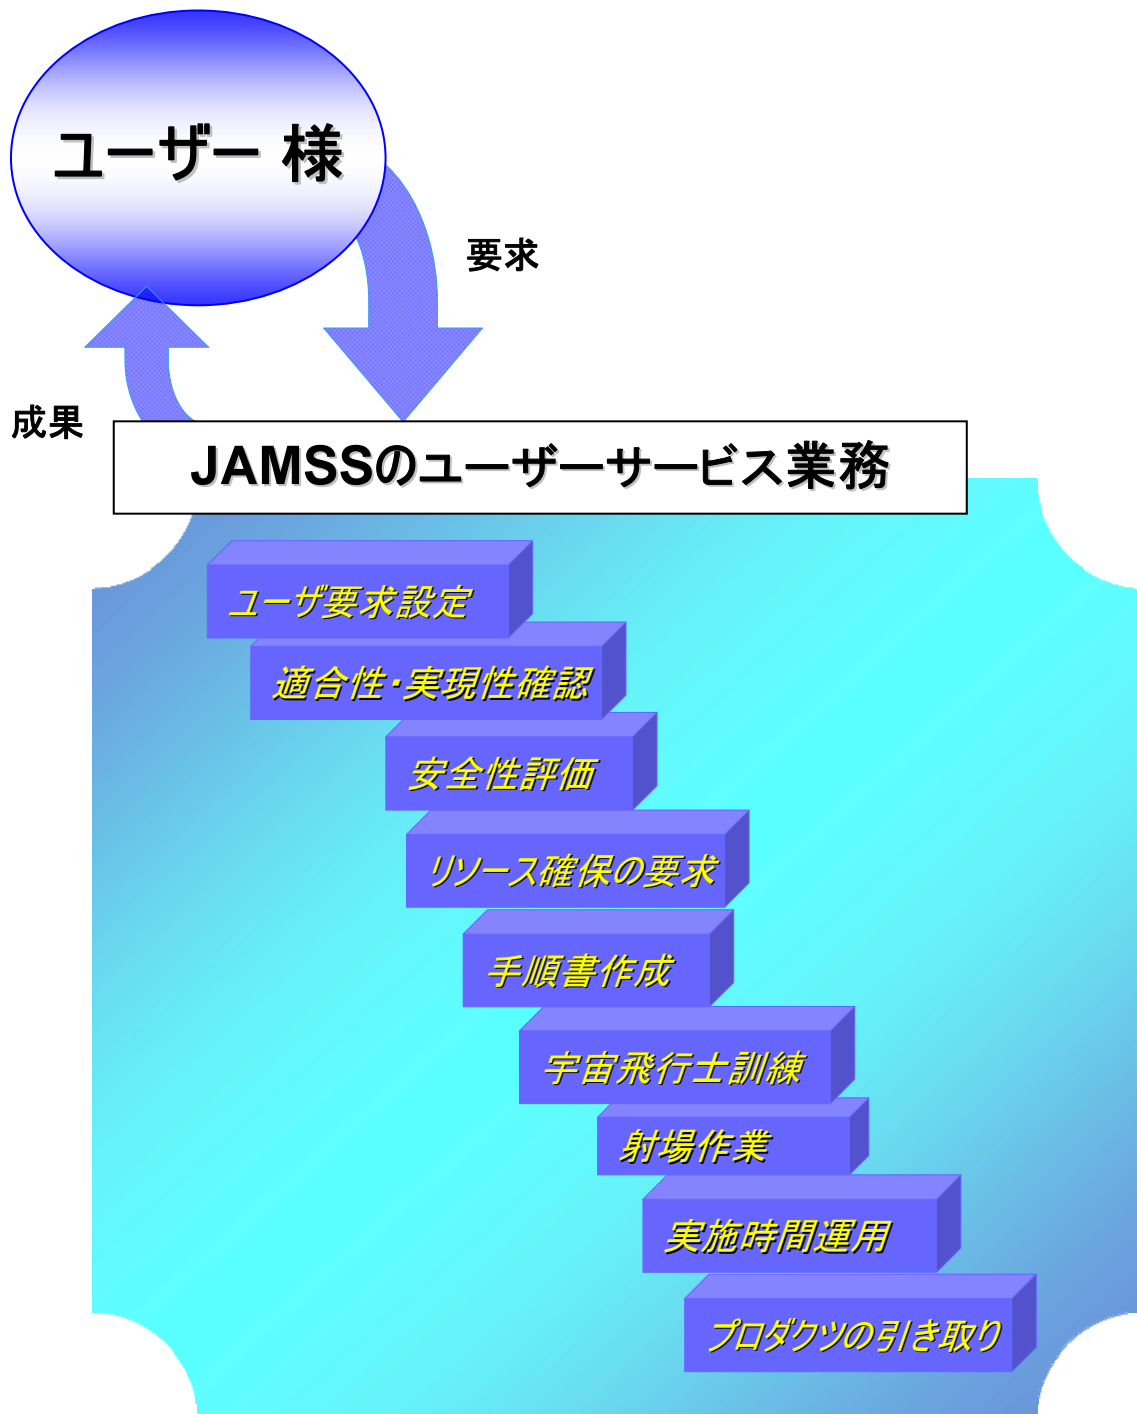 ユーザー 様
要求
成果
JAMSSのユーザーサービス業務
ユーザ要求設定
適合性・実現性確認
安全性評価
リソース確保の要求
手順書作成
宇宙飛行士訓練
射場作業
実施時間運用
プロダクツの引き取り